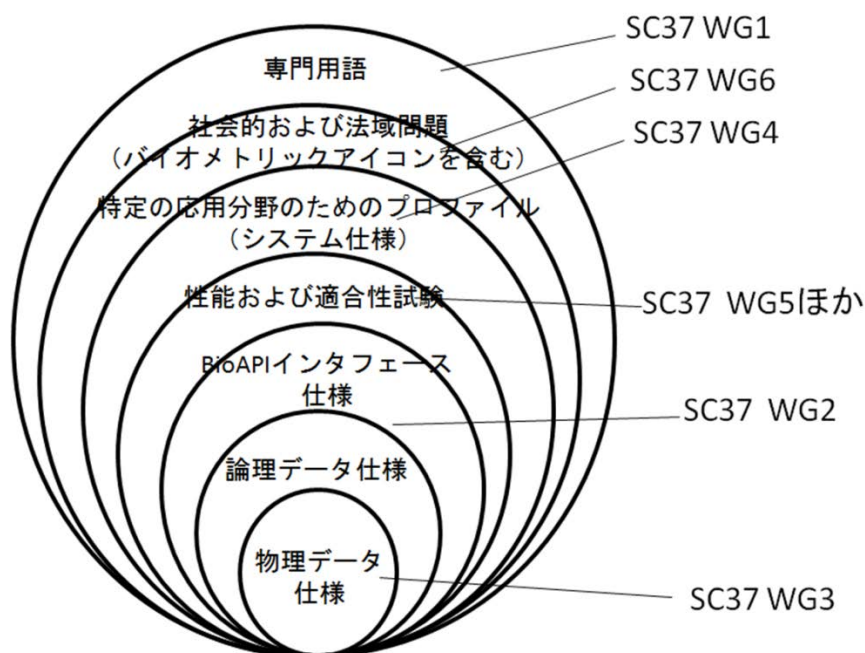 SC37 WG1
専門用語
SC37 WG6
社会的および法域問題
（バイオメトリックアイコンを含む）
SC37 WG4
特定の応用分野のためのプロファイル
（システム仕様）
性能および適合性試験
SC37 WG5ほか
BioAPIインタフェース
仕様
SC37 WG2
論理データ仕様
物理データ
仕様
SC37 WG3